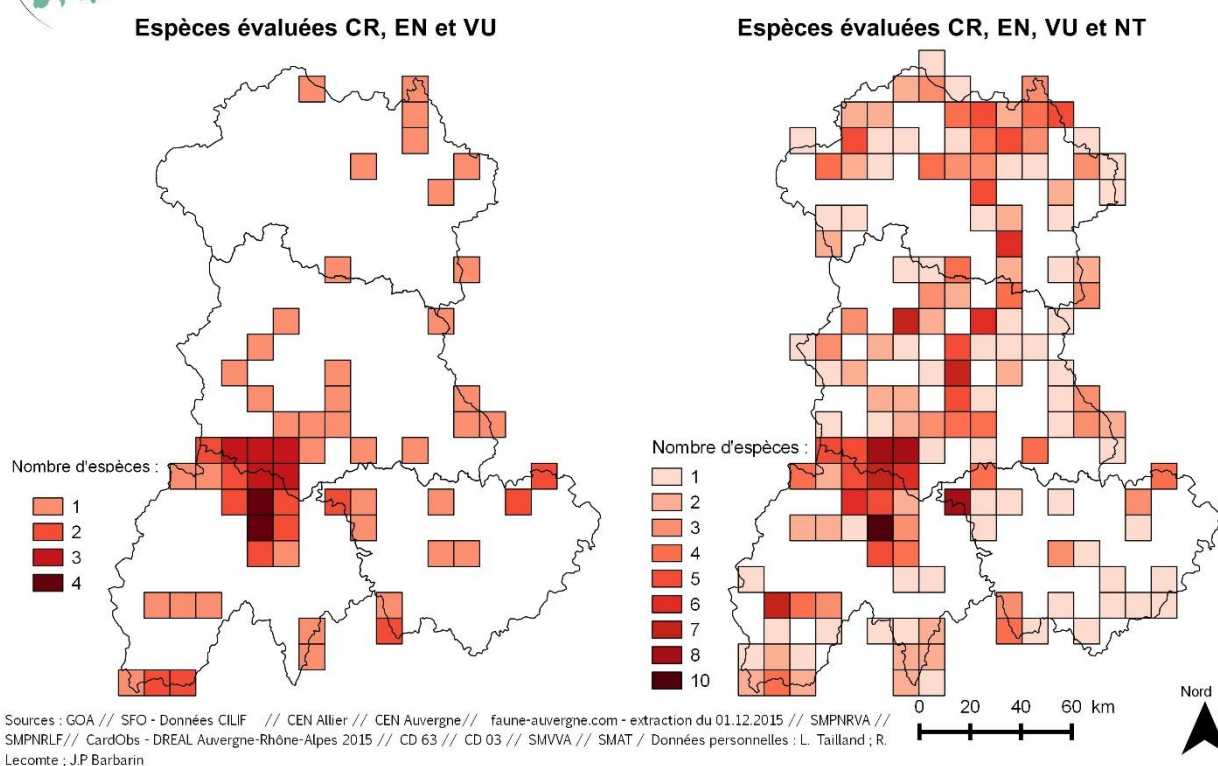 Espèces évaluées CR, EN et VU
Espèces évaluées CR, EN, VU et NT
Nombre d'espèces :
1
2
3
4
Nombre d'espèces :
1
2
3
4
5
6
7
8
10
0 20 40 60 km
Nord
Sources : GOA // SFO - Données CILIF // CEN Allier // CEN Auvergne // faune-auvergne.com - extraction du 01.12.2015 // SMPNRVA //
SMPNRLF// CardObs - DREAL Auvergne-Rhône-Alpes 2015 // CD 63 // CD 03 // SMVVA // SMAT / Données personnelles : L. Tailland ; R.
Lecomte ; J.P Barbarin